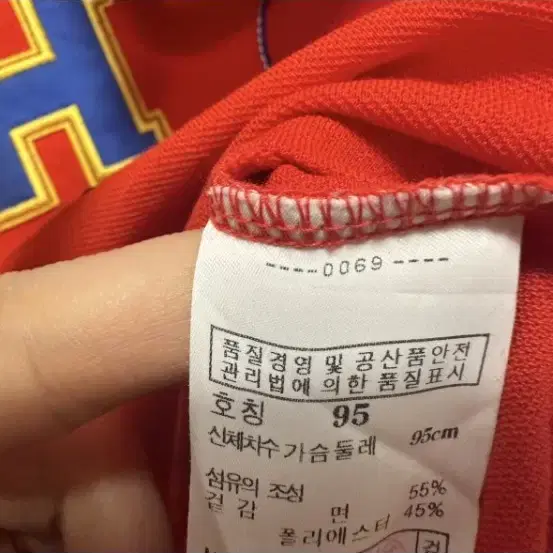 ----0069----
품질경영 및 공산품안전
관리법에 의한 품질표시
호칭 95
신체치수 가슴둘레 95cm
섬유의 조성
겉감 면 55%
폴리에스터 45%